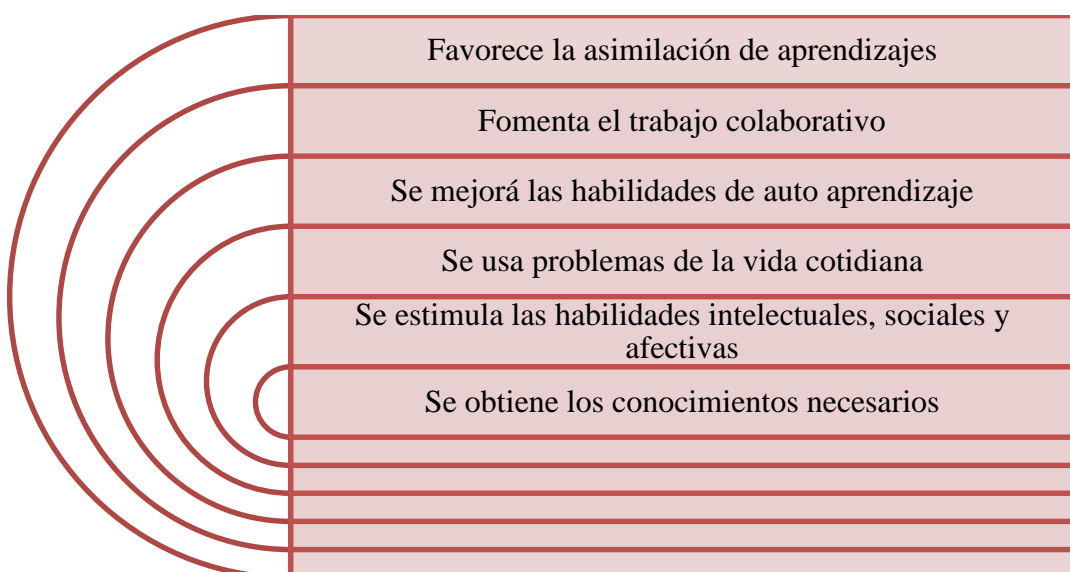 Favorece la asimilación de aprendizajes
Fomenta el trabajo colaborativo
Se mejorá las habilidades de auto aprendizaje
Se usa problemas de la vida cotidiana
Se estimula las habilidades intelectuales, sociales y
afectivas
Se obtiene los conocimientos necesarios